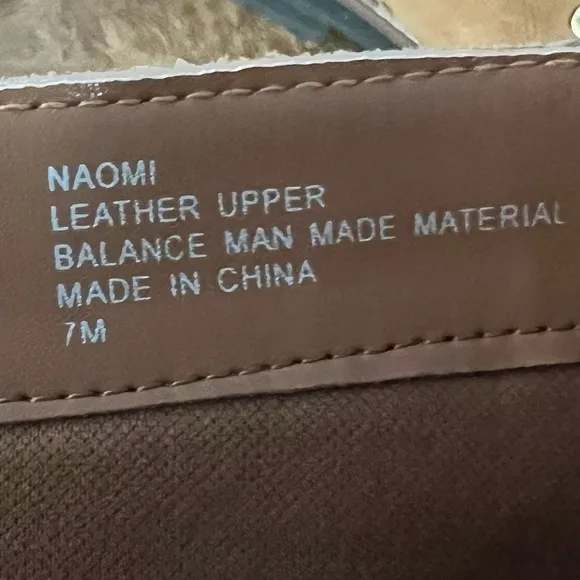 NAOMI
LEATHER UPPER
BALANCE MAN MADE MATERIAL
MADE IN CHINA
7M